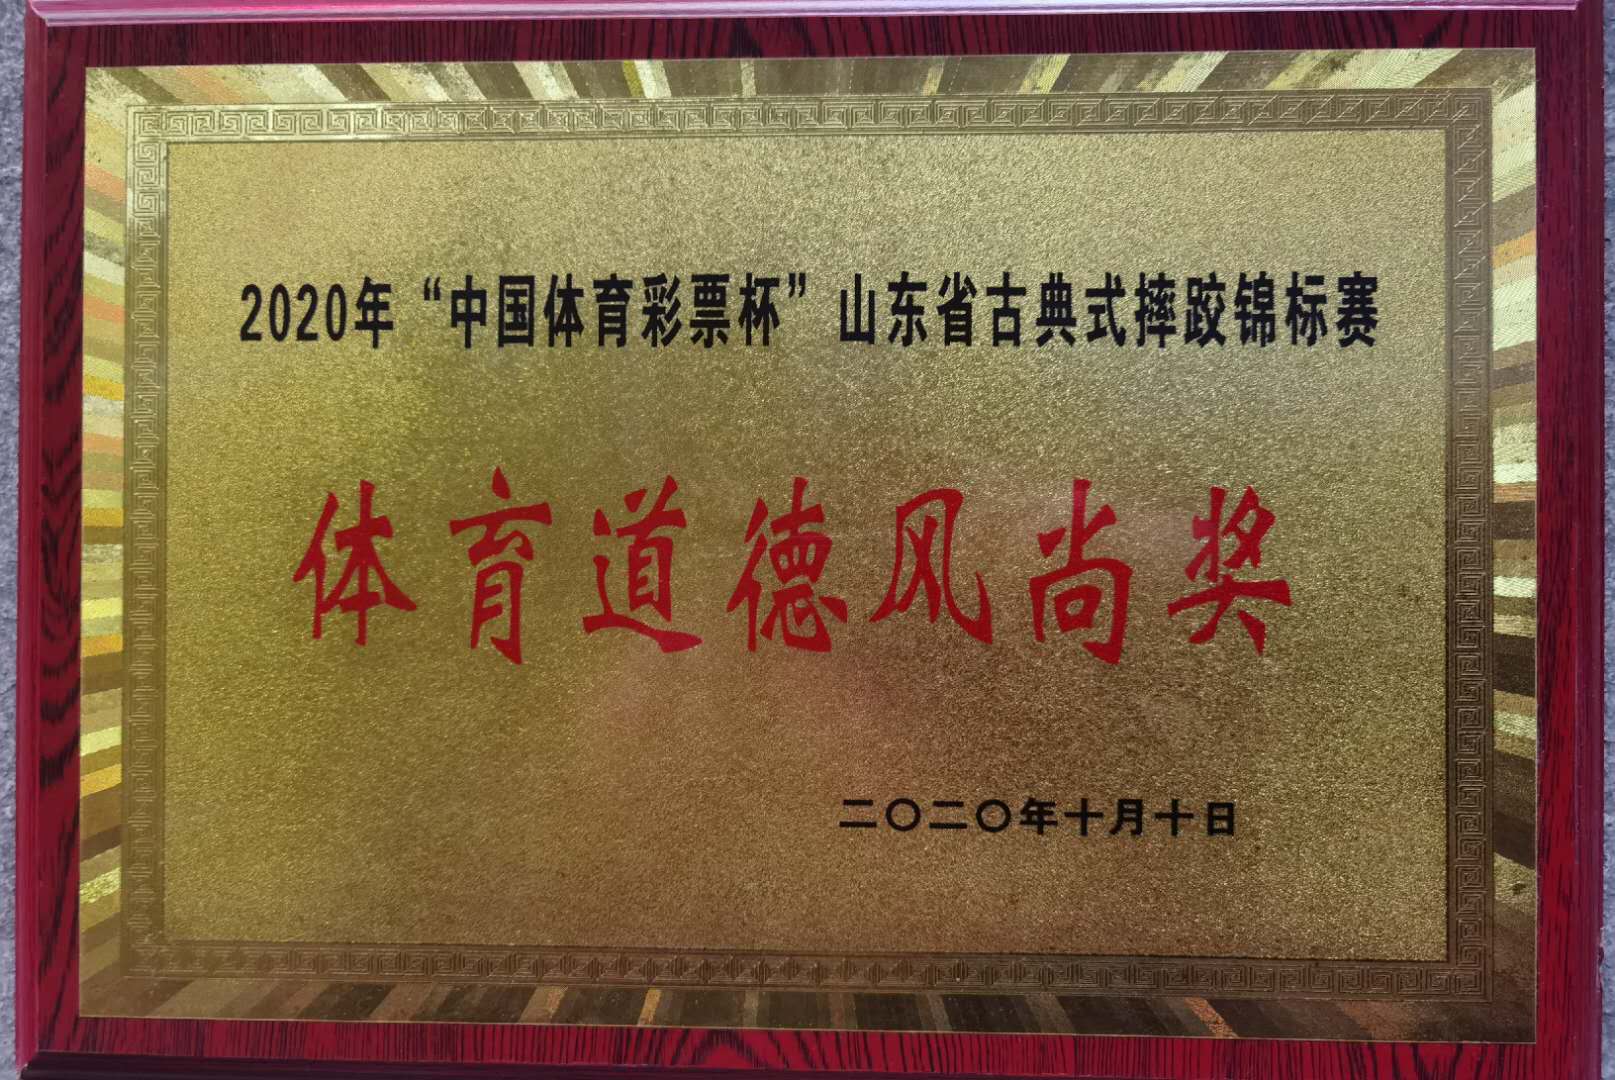 2020年“中国体育彩票杯”山东省古典式摔跤锦标赛
体育道德风尚奖
二〇二〇年十月十日